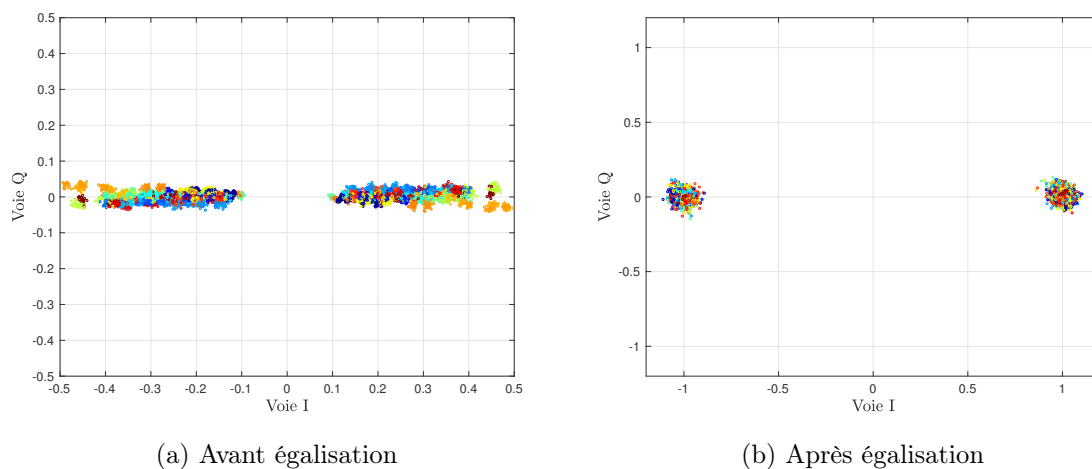 0.5
0.4
0.3
0.2
0.1
0
-0.1
-0.2
-0.3
-0.4
-0.5
Voie Q
-0.5 -0.4 -0.3 -0.2 -0.1 0 0.1 0.2 0.3 0.4 0.5
Voie I
(a) Avant égalisation
1
0.5
0
-0.5
-1
Voie Q
-1 -0.5 0 0.5 1
Voie I
(b) Après égalisation